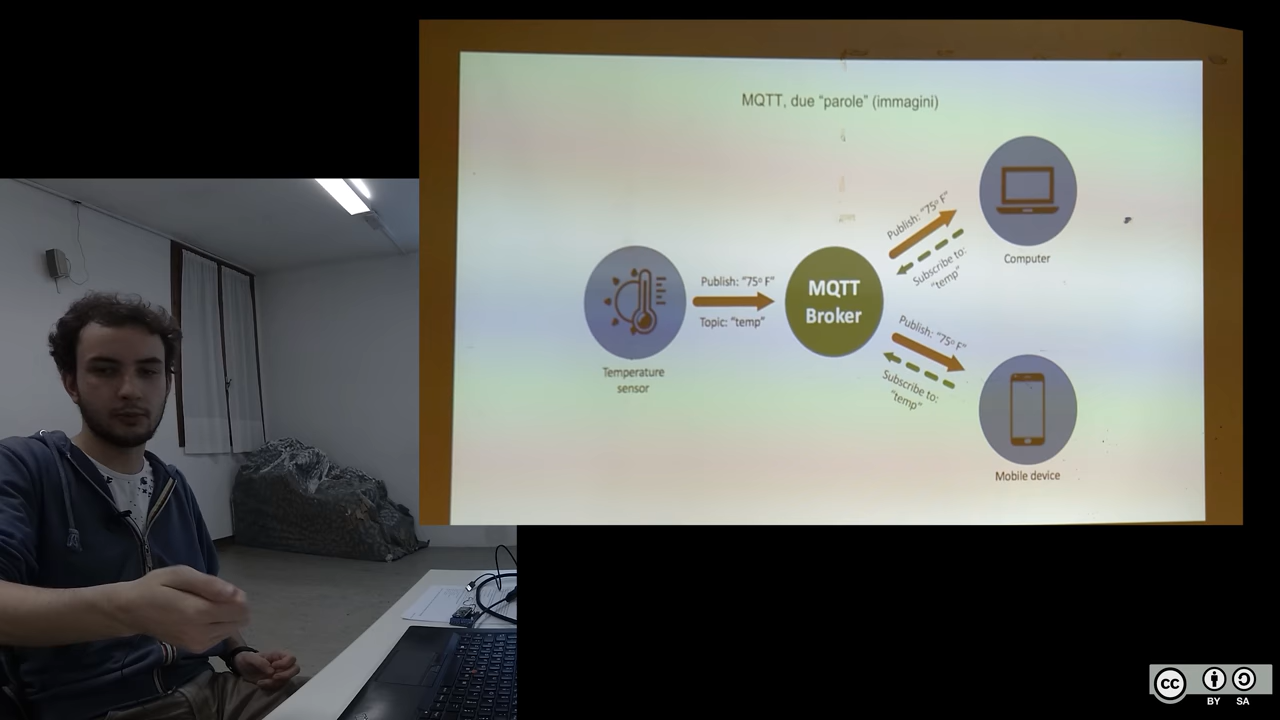 MQTT, due “parole” (immagini)
Publish: “75º F”
Subscribe to:
“temp”
Computer
Publish: “75º F”
Topic: “temp”
MQTT
Broker
Temperature
sensor
Publish: “75º F”
Subscribe to:
“temp”
Mobile device
cc
BY SA